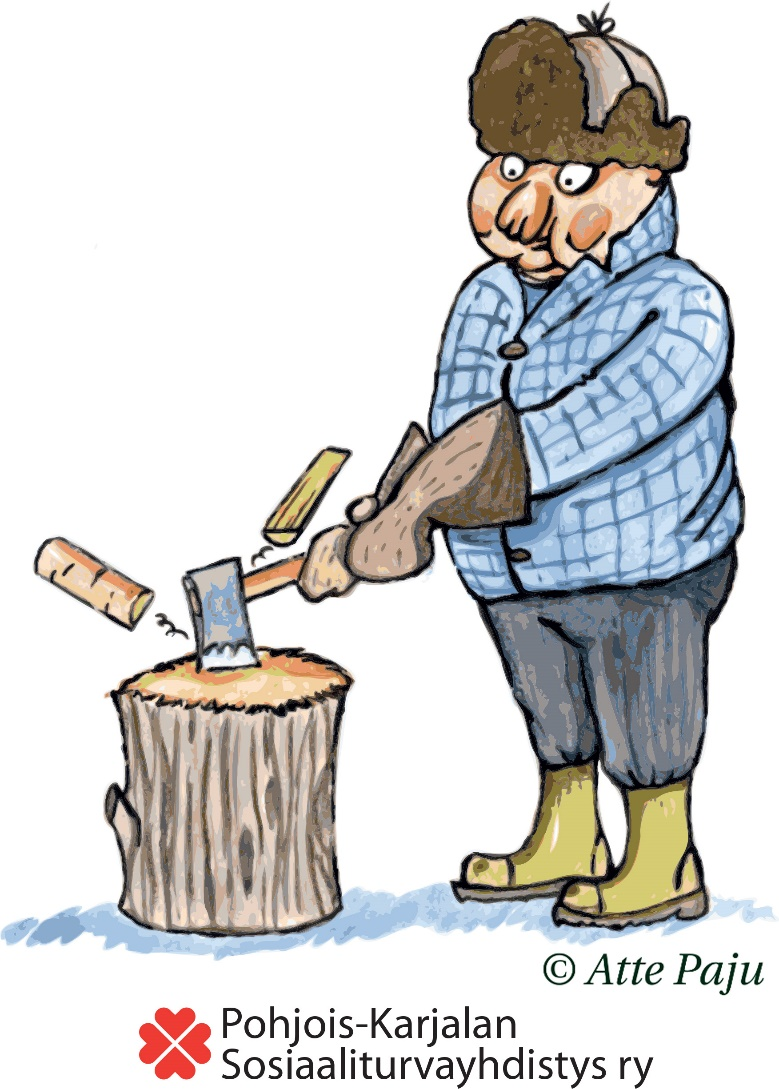 © Atte Paju
Pohjois-Karjalan
Sosiaaliturvayhdistys ry